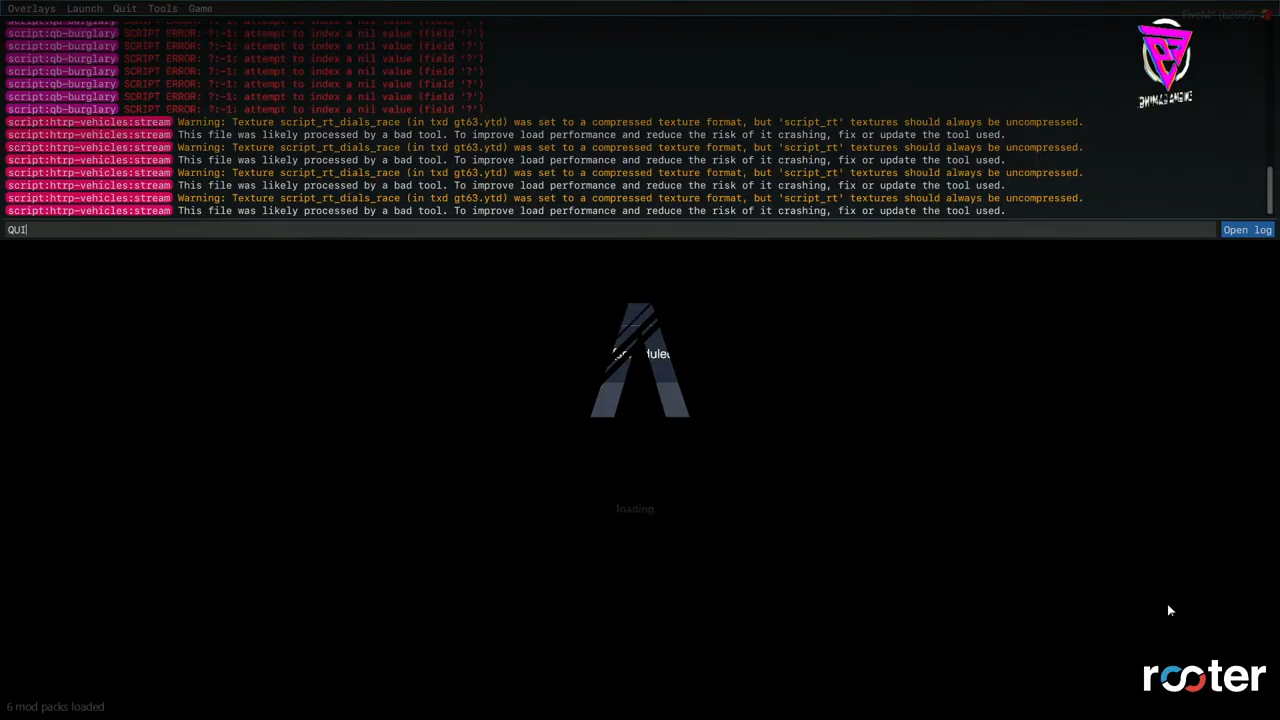 Overlays Launch Quit Tools Game
script:qb-burglary SCRIPT ERROR: ?:-1: attempt to index a nil value (field '?')
script:qb-burglary SCRIPT ERROR: ?:-1: attempt to index a nil value (field '?')
script:qb-burglary SCRIPT ERROR: ?:-1: attempt to index a nil value (field '?')
script:qb-burglary SCRIPT ERROR: ?:-1: attempt to index a nil value (field '?')
script:qb-burglary SCRIPT ERROR: ?:-1: attempt to index a nil value (field '?')
script:qb-burglary SCRIPT ERROR: ?:-1: attempt to index a nil value (field '?')
script:qb-burglary SCRIPT ERROR: ?:-1: attempt to index a nil value (field '?')
script:qb-burglary SCRIPT ERROR: ?:-1: attempt to index a nil value (field '?')
script:htrp-vehicles:stream Warning: Texture script_rt_dials_race (in txd gt63.ytd) was set to a compressed texture format, but 'script_rt' textures should always be uncompressed.
script:htrp-vehicles:stream This file was likely processed by a bad tool. To improve load performance and reduce the risk of it crashing, fix or update the tool used.
script:htrp-vehicles:stream Warning: Texture script_rt_dials_race (in txd gt63.ytd) was set to a compressed texture format, but 'script_rt' textures should always be uncompressed.
script:htrp-vehicles:stream This file was likely processed by a bad tool. To improve load performance and reduce the risk of it crashing, fix or update the tool used.
script:htrp-vehicles:stream Warning: Texture script_rt_dials_race (in txd gt63.ytd) was set to a compressed texture format, but 'script_rt' textures should always be uncompressed.
script:htrp-vehicles:stream This file was likely processed by a bad tool. To improve load performance and reduce the risk of it crashing, fix or update the tool used.
script:htrp-vehicles:stream Warning: Texture script_rt_dials_race (in txd gt63.ytd) was set to a compressed texture format, but 'script_rt' textures should always be uncompressed.
script:htrp-vehicles:stream This file was likely processed by a bad tool. To improve load performance and reduce the risk of it crashing, fix or update the tool used.
QUI
Open log
loading..
rooter
6 mod packs loaded